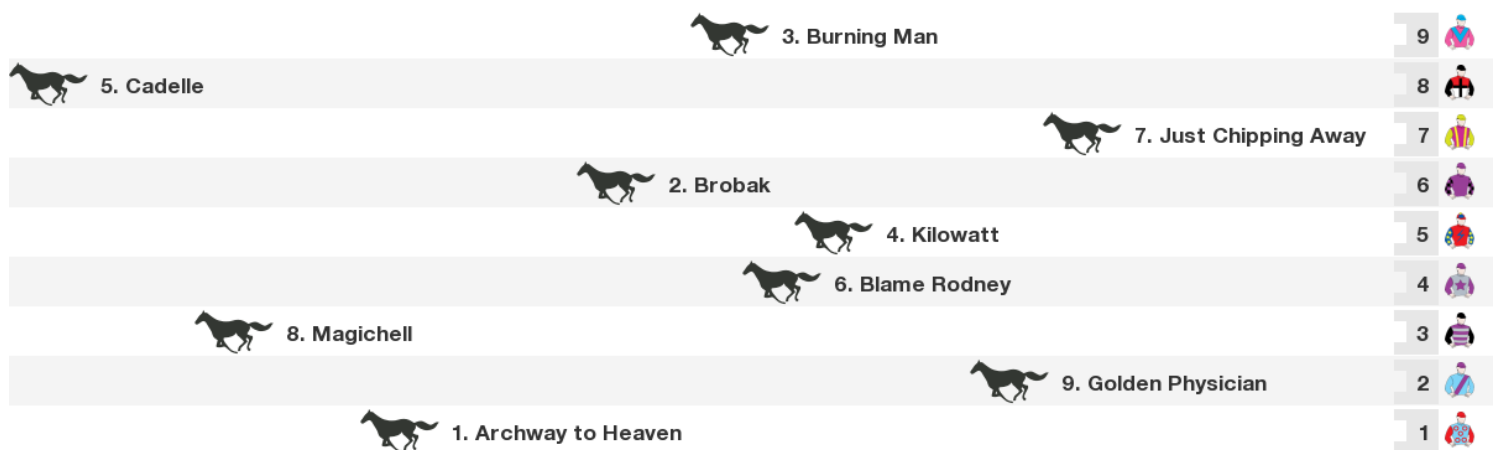 3. Burning Man 9
5. Cadelle 8
7. Just Chipping Away 7
2. Brobak 6
4. Kilowatt 5
6. Blame Rodney 4
8. Magichell 3
9. Golden Physician 2
1. Archway to Heaven 1